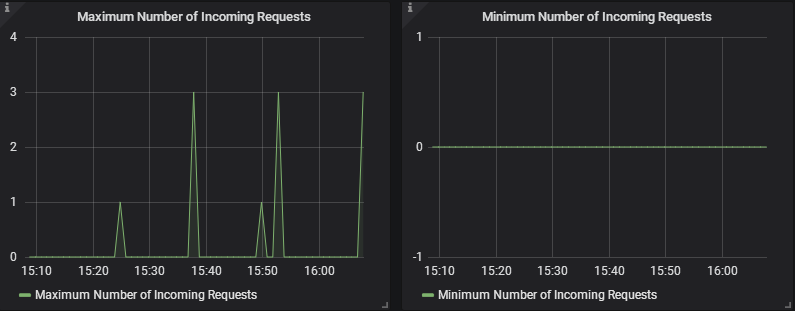 i
Maximum Number of Incoming Requests
4
3
2
1
0
15:10 15:20 15:30 15:40 15:50 16:00
Maximum Number of Incoming Requests
i
Minimum Number of Incoming Requests
1
0
-1
15:10 15:20 15:30 15:40 15:50 16:00
Minimum Number of Incoming Requests